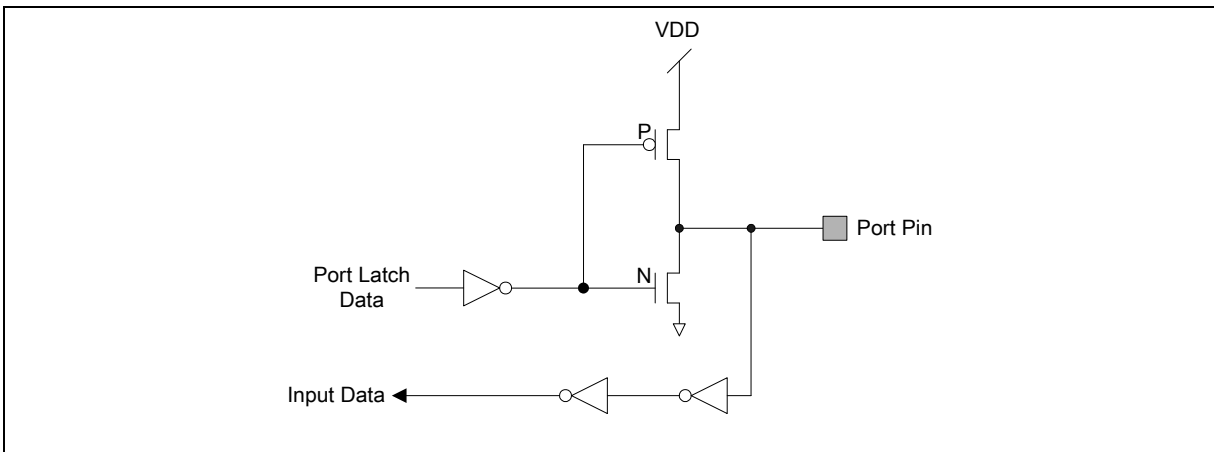 VDD
P
Port Pin
N
Port Latch
Data
Input Data